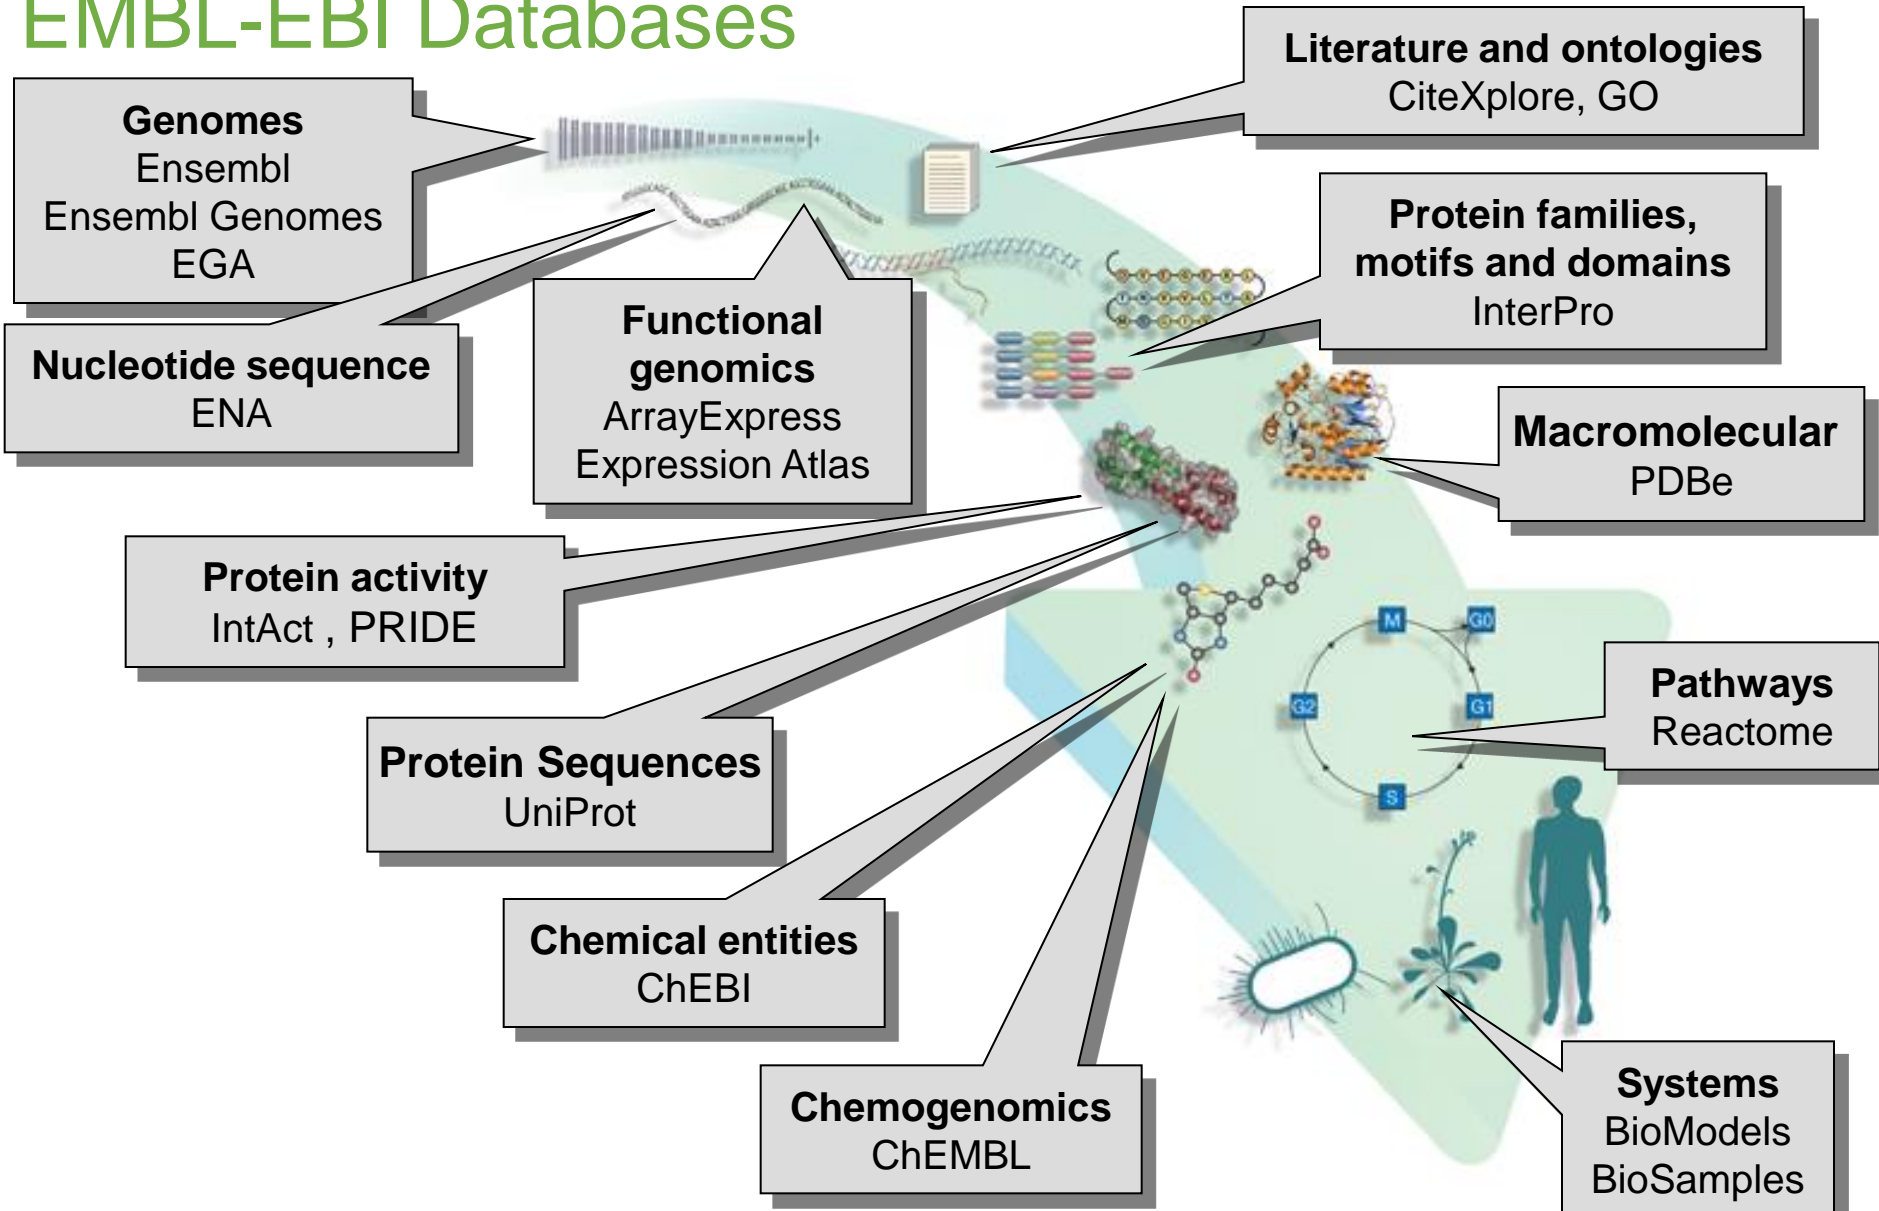 EMBL-EBI Databases
Literature and ontologies
CiteXplore, GO
Genomes
Ensembl
Ensembl Genomes
EGA
Protein families,
motifs and domains
InterPro
Nucleotide sequence
ENA
Functional
genomics
ArrayExpress
Expression Atlas
Macromolecular
PDBe
Protein activity
IntAct , PRIDE
M
G0
G2
G1
S
Pathways
Reactome
Protein Sequences
UniProt
Chemical entities
ChEBI
Chemogenomics
ChEMBL
Systems
BioModels
BioSamples